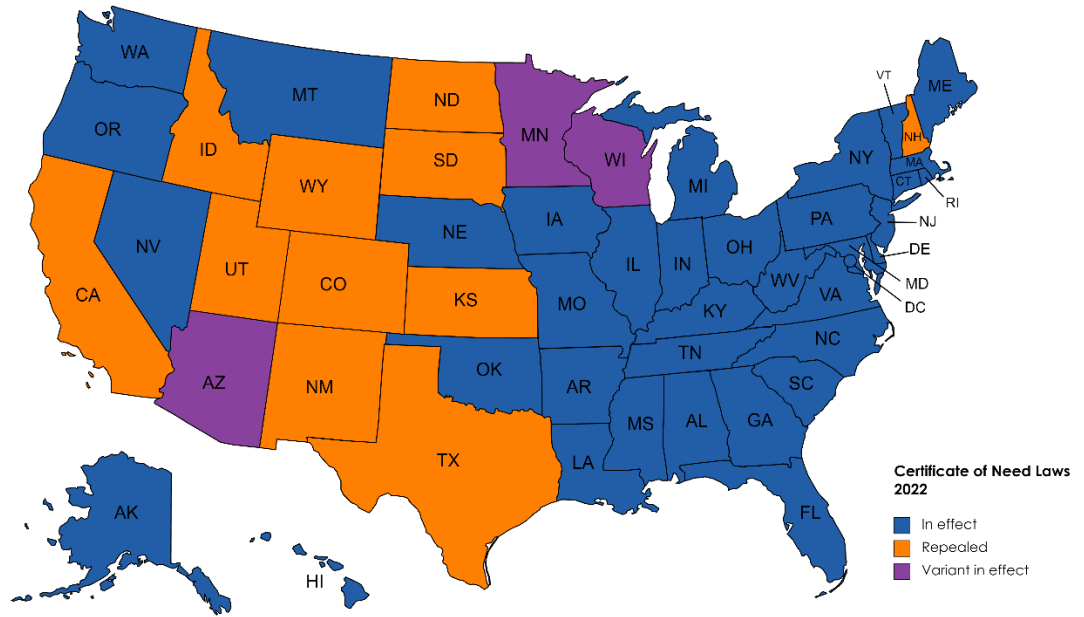 WA
MT
ND
MN
VT
ME
OR
ID
SD
WI
NH
NY
MA
WY
MI
CT
RI
IA
PA
NJ
NE
OH
DE
NV
UT
IL
IN
WV
MD
CA
CO
KS
MO
VA
DC
KY
NC
TN
OK
AZ
NM
AR
SC
MS
AL
GA
TX
LA
Certificate of Need Laws
2022
AK
FL
In effect
Repealed
HI
Variant in effect